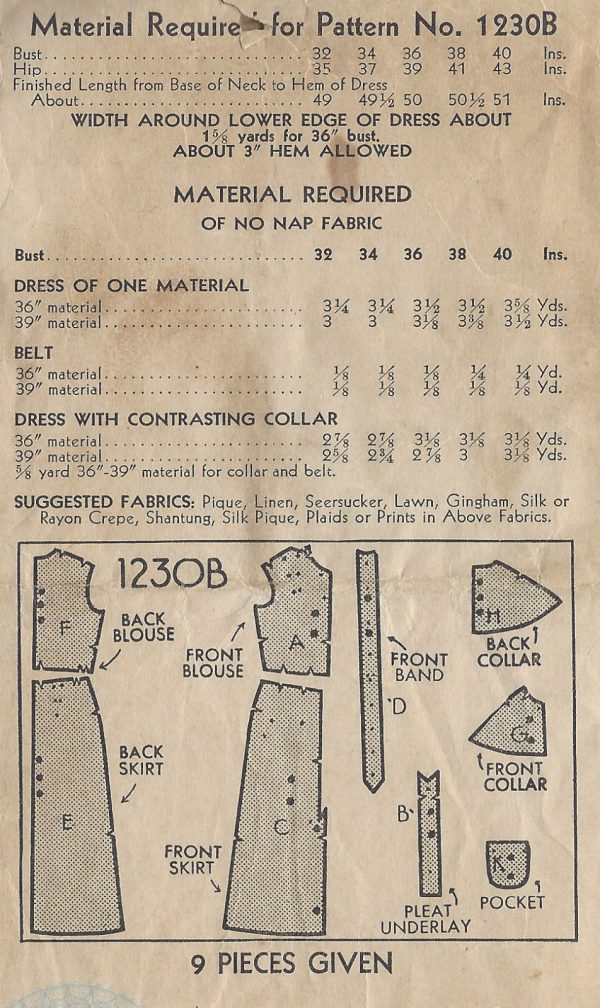 Material Required for Pattern No. 1230B
Bust 32 34 36 38 40 Ins.
Hip 35 37 39 41 43 Ins.
Finished Length from Base of Neck to Hem of Dress
About 49 49½ 50 50½ 51 Ins.
WIDTH AROUND LOWER EDGE OF DRESS ABOUT
1⅝ yards for 36" bust.
ABOUT 3" HEM ALLOWED
MATERIAL REQUIRED
OF NO NAP FABRIC
Bust 32 34 36 38 40 Ins.
DRESS OF ONE MATERIAL
36" material 3¼ 3¼ 3½ 3½ 3⅝ Yds.
39" material 3 3 3⅛ 3⅜ 3½ Yds.
BELT
36" material ⅛ ⅛ ⅛ ¼ ¼ Yd.
39" material ⅛ ⅛ ⅛ ⅛ ⅛ Yd.
DRESS WITH CONTRASTING COLLAR
36" material 2⅞ 2⅞ 3⅛ 3⅛ 3⅛ Yds.
39" material 2⅝ 2¾ 2⅞ 3 3⅛ Yds.
⅝ yard 36"-39" material for collar and belt.
SUGGESTED FABRICS: Pique, Linen, Seersucker, Lawn, Gingham, Silk or
Rayon Crepe, Shantung, Silk Pique, Plaids or Prints in Above Fabrics.
1230B
F
BACK
BLOUSE
A
FRONT
BLOUSE
FRONT
BAND
D
H
BACK
COLLAR
G
FRONT
COLLAR
E
BACK
SKIRT
C
FRONT
SKIRT
B
PLEAT
UNDERLAY
K
POCKET
9 PIECES GIVEN